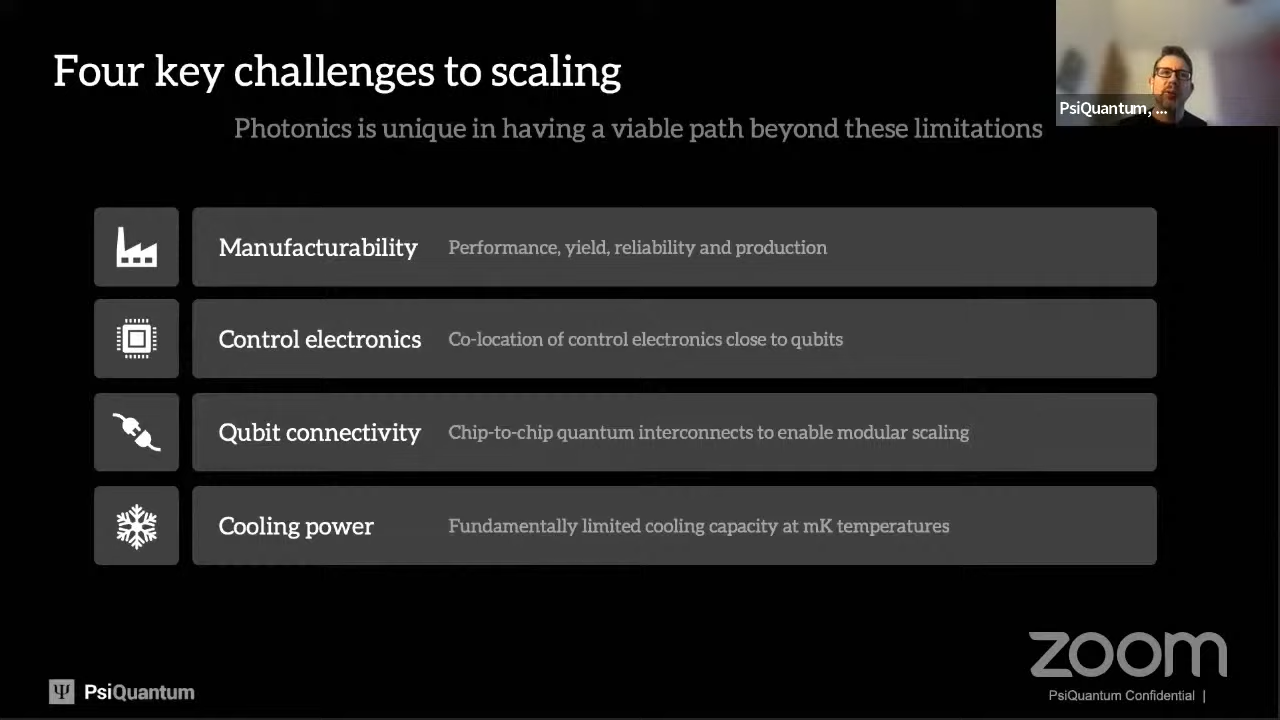 Four key challenges to scaling
Photonics is unique in having a viable path beyond these limitations
PsiQuantum, ...
Manufacturability Performance, yield, reliability and production
Control electronics Co-location of control electronics close to qubits
Qubit connectivity Chip-to-chip quantum interconnects to enable modular scaling
Cooling power Fundamentally limited cooling capacity at mK temperatures
zoom
Ψ PsiQuantum
PsiQuantum Confidential |